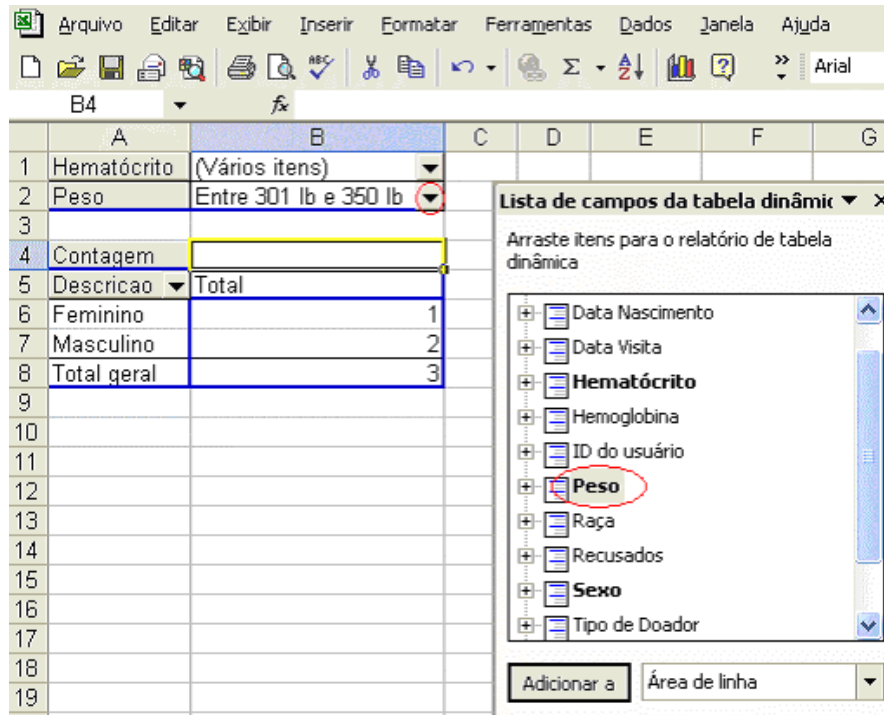 Arquivo Editar Exibir Inserir Formatar Ferramentas Dados Janela Ajuda
ABC Σ A Z ? » Arial
B4 fx
A B C D E F G
1 Hematócrito (Vários itens)
2 Peso Entre 301 lb e 350 lb
3
4 Contagem
5 Descricao Total
6 Feminino 1
7 Masculino 2
8 Total geral 3
9
10
11
12
13
14
15
16
17
18
19
Lista de campos da tabela dinâmic
Arraste itens para o relatório de tabela
dinâmica
Data Nascimento
Data Visita
Hematócrito
Hemoglobina
ID do usuário
Peso
Raça
Recusados
Sexo
Tipo de Doador
Adicionar a Área de linha